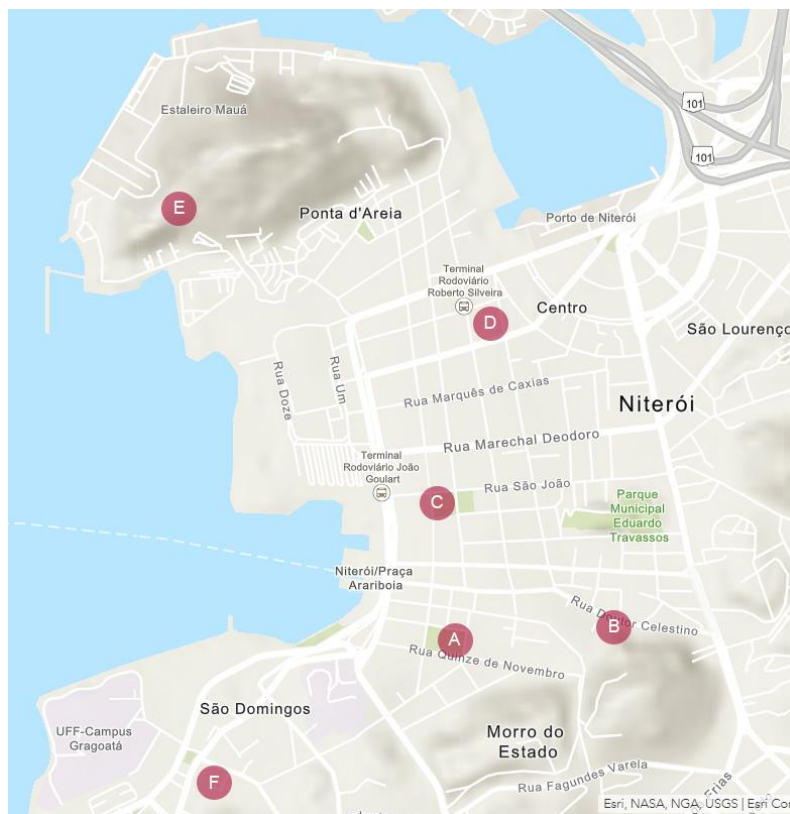 Estaleiro Mauá
101
101
E
Ponta d'Areia
Porto de Niterói
Terminal
Rodoviário
Roberto Silveira
D
Centro
São Lourenço
Rua Doze
Rua Um
Rua Marquês de Caxias
Niterói
Rua Marechal Deodoro
Terminal
Rodoviário João
Goulart
Rua São João
C
Parque
Municipal
Eduardo
Travassos
Niterói/Praça
Arariboia
B
Celestino
A
Rua Quinze de Novembro
São Domingos
UFF-Campus
Gragoatá
Morro do
Estado
F
Rua Fagundes Varela
Frias
Esri, NASA, NGA, USGS | Esri Co